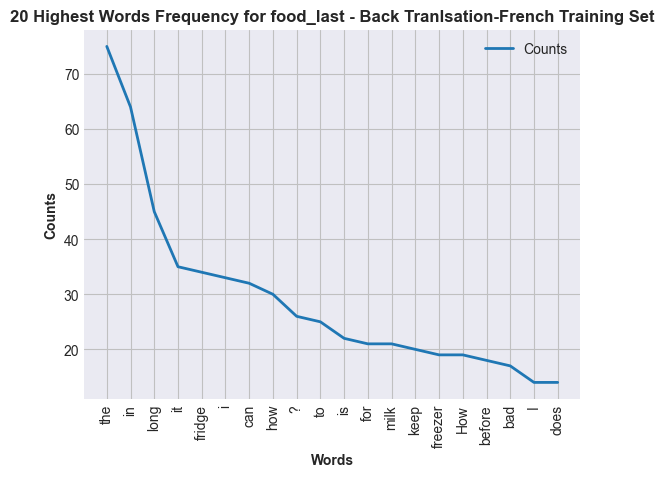 20 Highest Words Frequency for food_last - Back Tranlsation-French Training Set
Counts
70
60
50
40
30
20
Counts
the
in
long
it
fridge
i
can
how
?
to
is
for
milk
keep
freezer
How
before
bad
I
does
Words